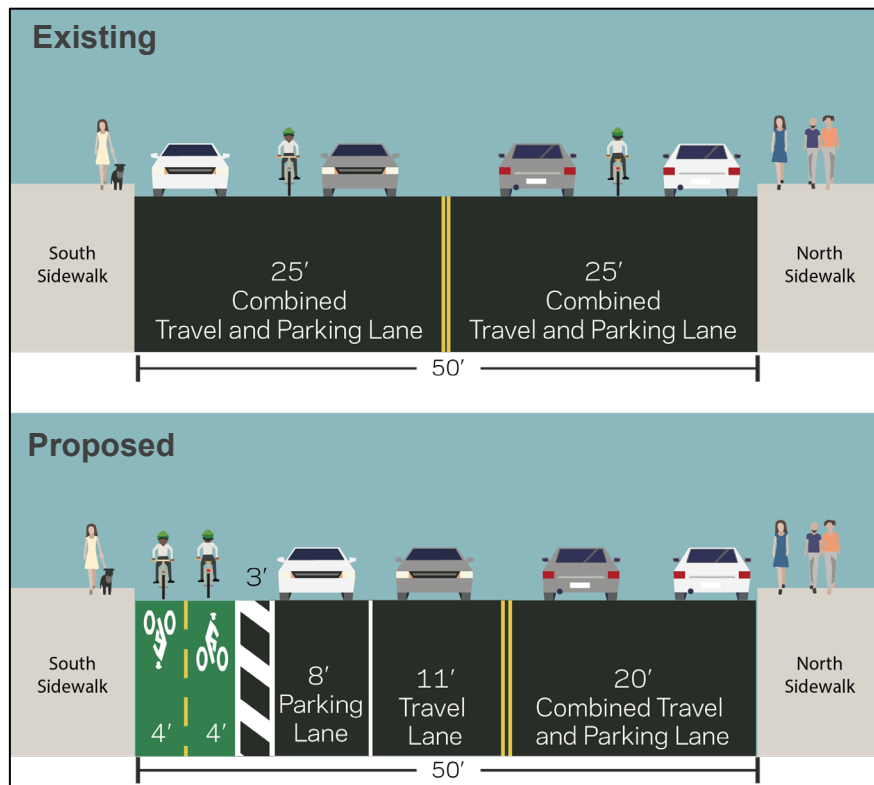 Existing
South
Sidewalk
25′
Combined
Travel and Parking Lane
25′
Combined
Travel and Parking Lane
North
Sidewalk
50′
Proposed
South
Sidewalk
4′
4′
3′
8′
Parking
Lane
11′
Travel
Lane
20′
Combined Travel
and Parking Lane
North
Sidewalk
50′